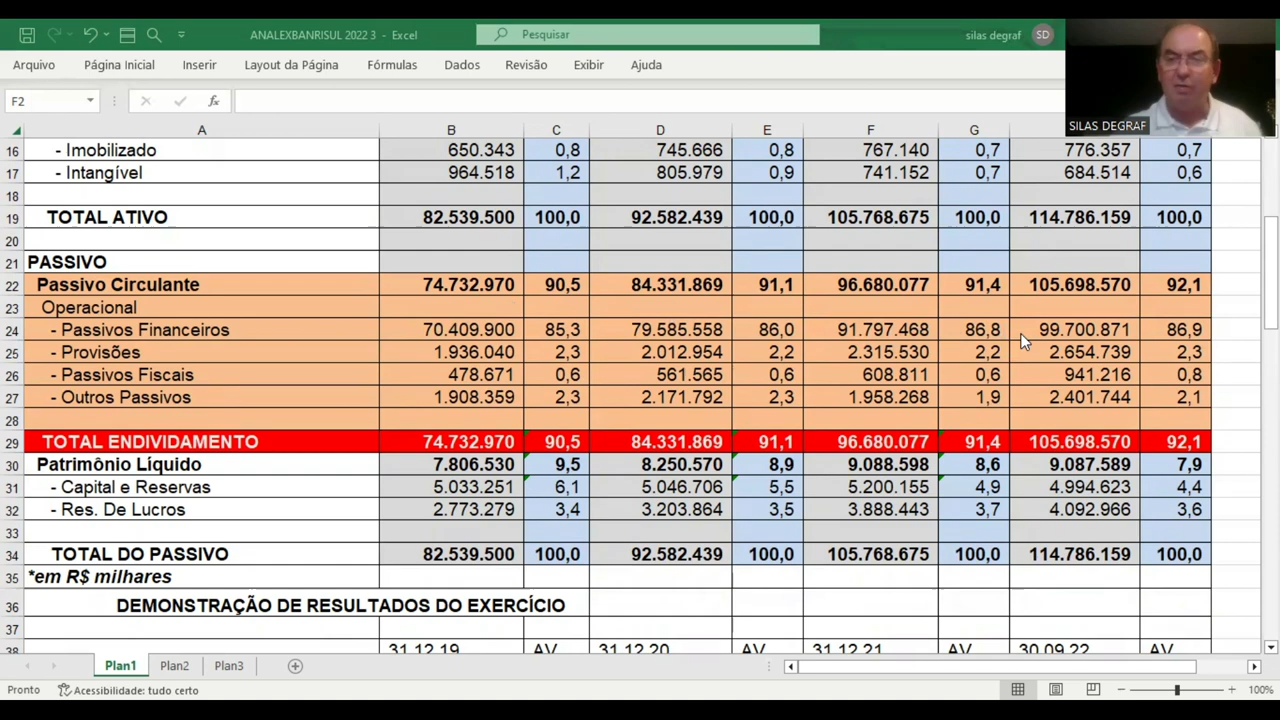 ANALEXBANRISUL 2022 3 - Excel Pesquisar silas degraf SD
Arquivo Página Inicial Inserir Layout da Página Fórmulas Dados Revisão Exibir Ajuda
F2 fx
SILAS DEGRAF
A B C D E F G
16 - Imobilizado 650.343 0,8 745.666 0,8 767.140 0,7 776.357 0,7
17 - Intangível 964.518 1,2 805.979 0,9 741.152 0,7 684.514 0,6
18
19 TOTAL ATIVO 82.539.500 100,0 92.582.439 100,0 105.768.675 100,0 114.786.159 100,0
20
21 PASSIVO
22 Passivo Circulante 74.732.970 90,5 84.331.869 91,1 96.680.077 91,4 105.698.570 92,1
23 Operacional
24 - Passivos Financeiros 70.409.900 85,3 79.585.558 86,0 91.797.468 86,8 99.700.871 86,9
25 - Provisões 1.936.040 2,3 2.012.954 2,2 2.315.530 2,2 2.654.739 2,3
26 - Passivos Fiscais 478.671 0,6 561.565 0,6 608.811 0,6 941.216 0,8
27 - Outros Passivos 1.908.359 2,3 2.171.792 2,3 1.958.268 1,9 2.401.744 2,1
28
29 TOTAL ENDIVIDAMENTO 74.732.970 90,5 84.331.869 91,1 96.680.077 91,4 105.698.570 92,1
30 Patrimônio Líquido 7.806.530 9,5 8.250.570 8,9 9.088.598 8,6 9.087.589 7,9
31 - Capital e Reservas 5.033.251 6,1 5.046.706 5,5 5.200.155 4,9 4.994.623 4,4
32 - Res. De Lucros 2.773.279 3,4 3.203.864 3,5 3.888.443 3,7 4.092.966 3,6
33
34 TOTAL DO PASSIVO 82.539.500 100,0 92.582.439 100,0 105.768.675 100,0 114.786.159 100,0
35 *em R$ milhares
36 DEMONSTRAÇÃO DE RESULTADOS DO EXERCÍCIO
37
38 31.12.19 AV 31.12.20 AV 31.12.21 AV 30.09.22 AV
Plan1 Plan2 Plan3
Pronto Acessibilidade: tudo certo 100%